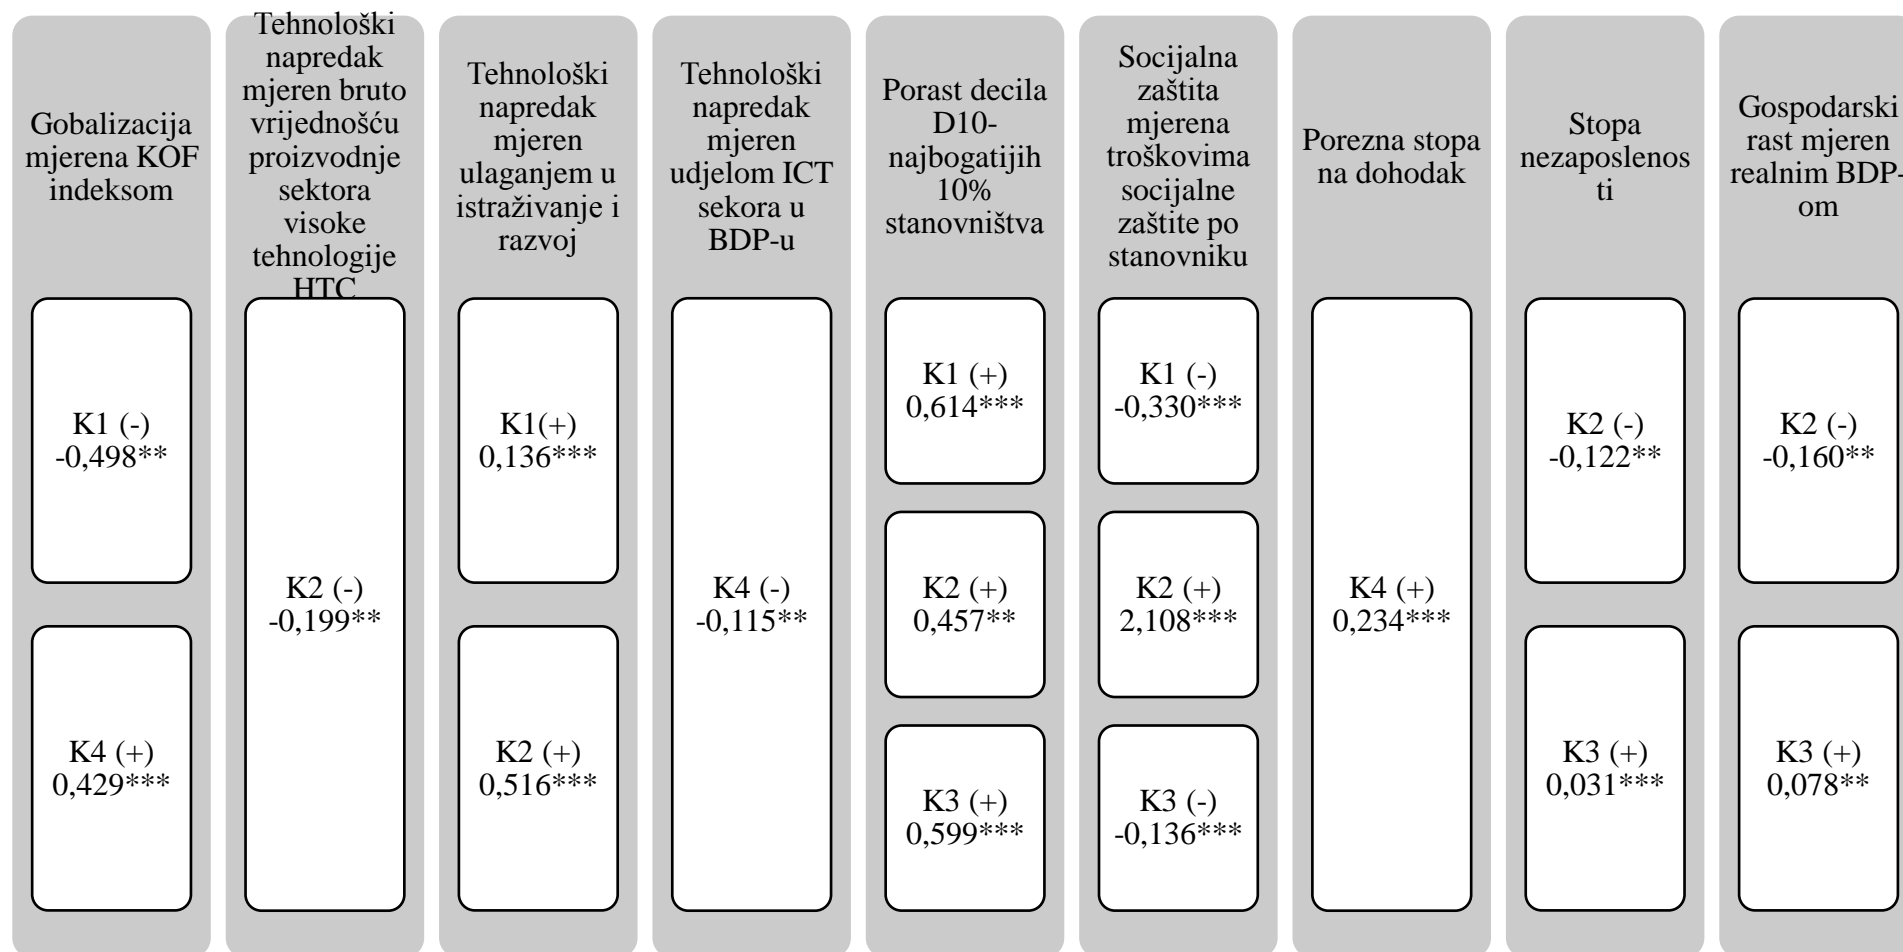 Gobalizacija
mjerena KOF
indeksom
K1 (-)
-0,498**
K4 (+)
0,429***
Tehnološki
napredak
mjeren bruto
vrijednošću
proizvodnje
sektora
visoke
tehnologije
HTC
K2 (-)
-0,199**
Tehnološki
napredak
mjeren
ulaganjem u
istraživanje i
razvoj
K1(+)
0,136***
K2 (+)
0,516***
Tehnološki
napredak
mjeren
udjelom ICT
sekora u
BDP-u
K4 (-)
-0,115**
Porast decila
D10-
najbogatijih
10%
stanovništva
K1 (+)
0,614***
K2 (+)
0,457**
K3 (+)
0,599***
Socijalna
zaštita
mjerena
troškovima
socijalne
zaštite po
stanovniku
K1 (-)
-0,330***
K2 (+)
2,108***
K3 (-)
-0,136***
Porezna stopa
na dohodak
K4 (+)
0,234***
Stopa
nezaposlenos
ti
K2 (-)
-0,122**
K3 (+)
0,031***
Gospodarski
rast mjeren
realnim BDP-
om
K2 (-)
-0,160**
K3 (+)
0,078**